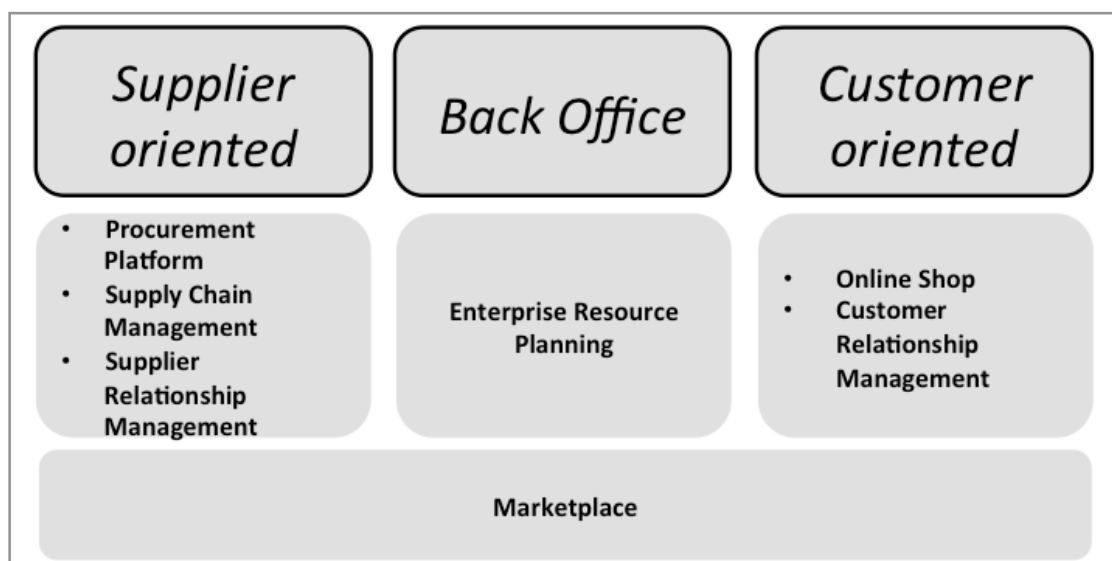 Supplier
oriented
Back Office
Customer
oriented
• Procurement
Platform
• Supply Chain
Management
• Supplier
Relationship
Management
Enterprise Resource
Planning
• Online Shop
• Customer
Relationship
Management
Marketplace